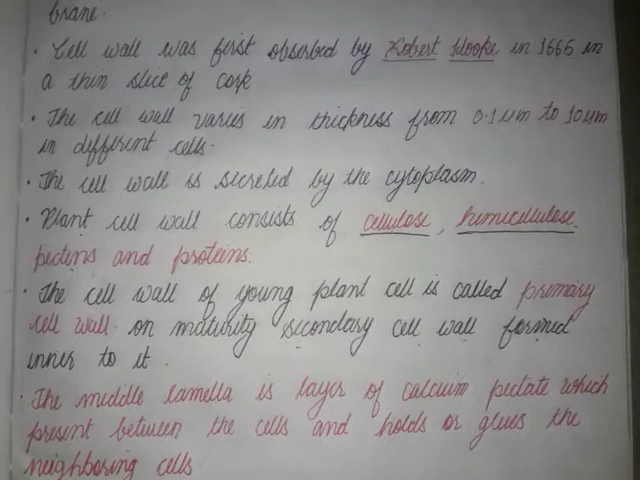 brane.
· Cell wall was first observed by Robert Hooke in 1666 in
a thin slice of cork
· The cell wall varies in thickness from 0.1um to 10um
in different cells.
· The cell wall is secreted by the cytoplasm.
· Plant cell wall consists of cellulose, hemicellulose.
pectins and proteins.
· The cell wall of young plant cell is called primary
cell wall on maturity secondary cell wall formed
inner to it.
· The middle lamella is layer of calcium pectate which
present between the cells and holds or glues the
neighboring cells